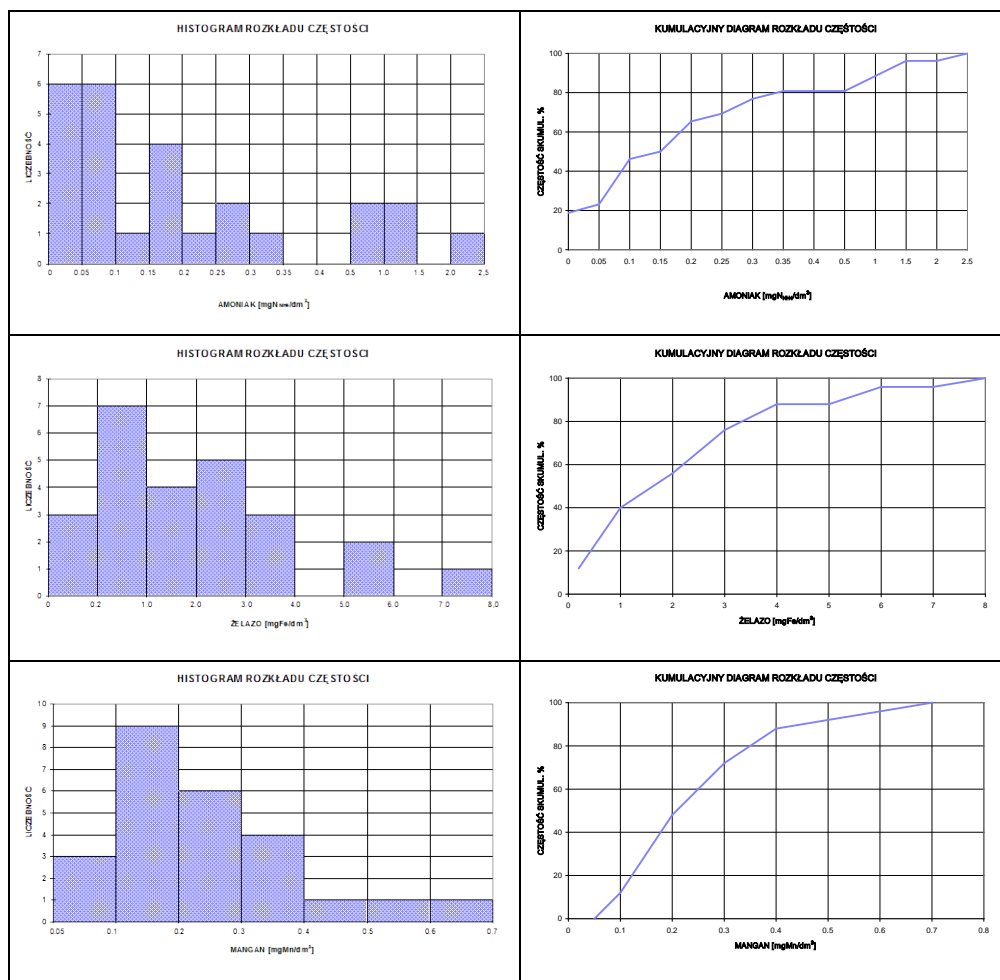 HISTOGRAM ROZKŁADU CZĘSTOŚCI
7
6
5
4
3
2
1
0
LICZEBNOŚĆ
0 0.05 0.1 0.15 0.2 0.25 0.3 0.35 0.4 0.5 1.0 1.5 2.0 2.5
AMONIAK [mgN_NH4/dm³]
KUMULACYJNY DIAGRAM ROZKŁADU CZĘSTOŚCI
100
80
60
40
20
0
CZĘSTOŚĆ SKUMUL. %
0 0.05 0.1 0.15 0.2 0.25 0.3 0.35 0.4 0.5 1 1.5 2 2.5
AMONIAK [mgN_NH4/dm³]
HISTOGRAM ROZKŁADU CZĘSTOŚCI
8
7
6
5
4
3
2
1
0
LICZEBNOŚĆ
0 0.2 1.0 2.0 3.0 4.0 5.0 6.0 7.0 8.0
ŻELAZO [mgFe/dm³]
KUMULACYJNY DIAGRAM ROZKŁADU CZĘSTOŚCI
100
80
60
40
20
0
CZĘSTOŚĆ SKUMUL. %
0 1 2 3 4 5 6 7 8
ŻELAZO [mgFe/dm³]
HISTOGRAM ROZKŁADU CZĘSTOŚCI
10
9
8
7
6
5
4
3
2
1
0
LICZEBNOŚĆ
0.05 0.1 0.2 0.3 0.4 0.5 0.6 0.7
MANGAN [mgMn/dm³]
KUMULACYJNY DIAGRAM ROZKŁADU CZĘSTOŚCI
100
80
60
40
20
0
CZĘSTOŚĆ SKUMUL. %
0 0.1 0.2 0.3 0.4 0.5 0.6 0.7 0.8
MANGAN [mgMn/dm³]